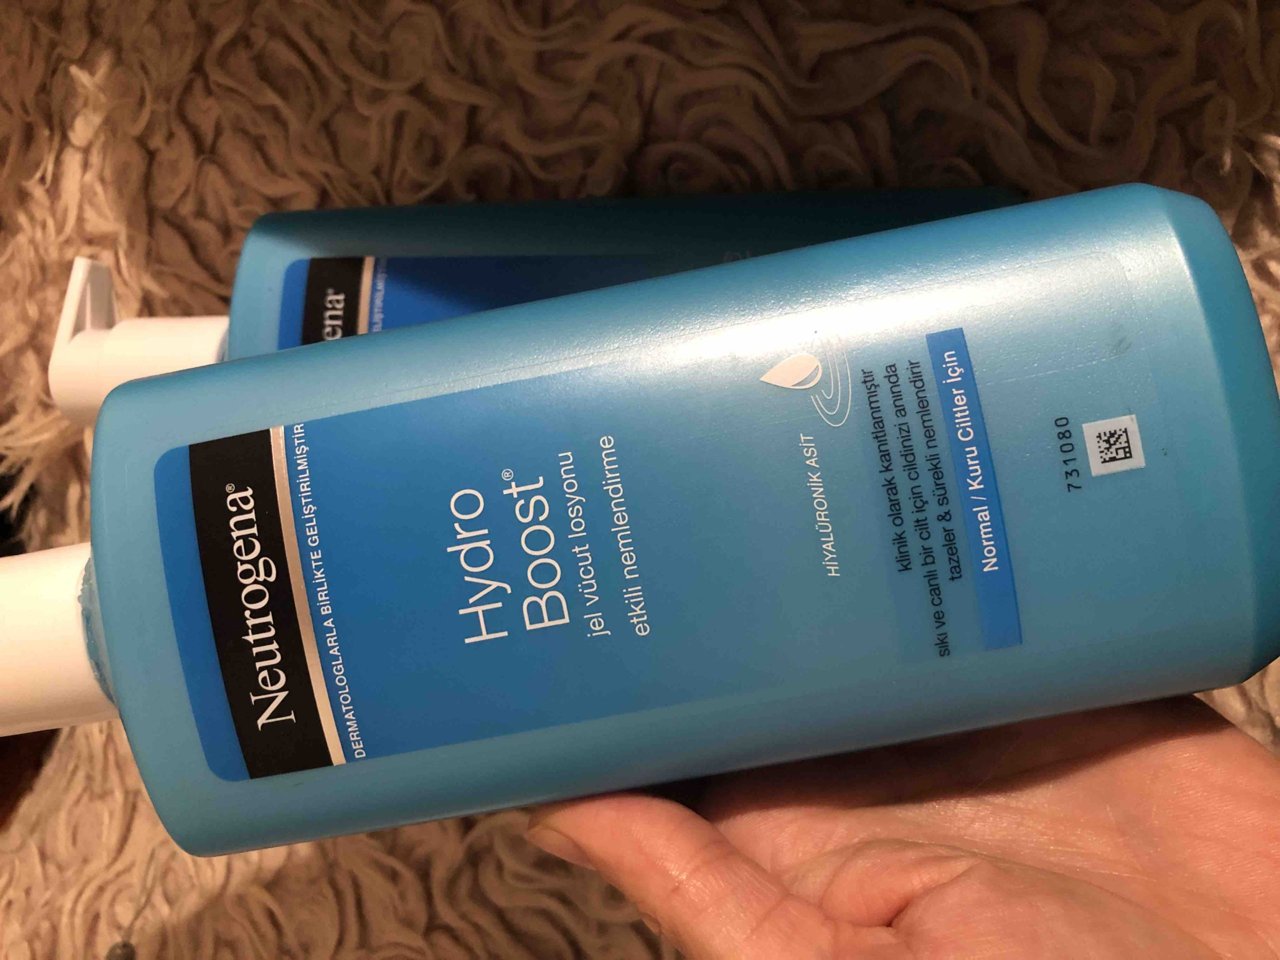 Neutrogena®
DERMATOLOGLARLA BİRLİKTE GELİŞTİRİLMİŞTİR
Hydro
Boost®
jel vücut losyonu
etkili nemlendirme
HİYALÜRONİK ASİT
klinik olarak kanıtlanmıştır
sıkı ve canlı bir cilt için cildinizi anında
tazeler & sürekli nemlendirir
Normal / Kuru Ciltler İçin
731080
ena®